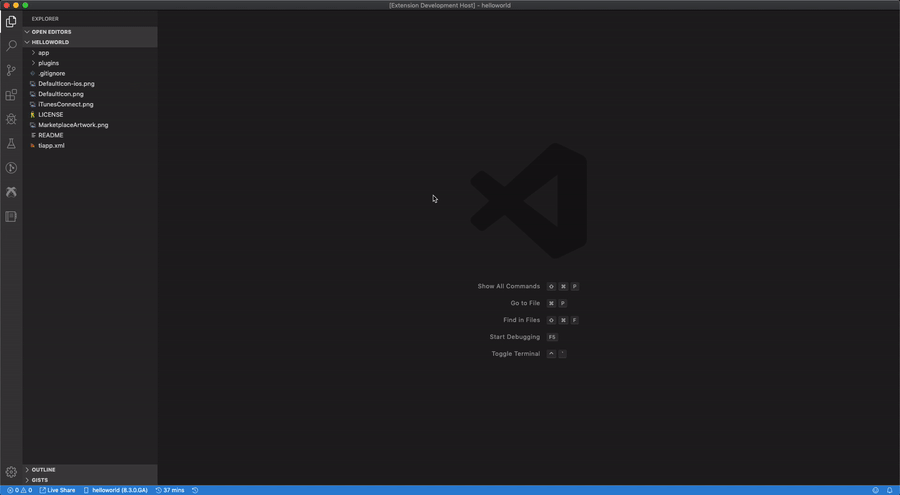 [Extension Development Host] - helloworld
EXPLORER
OPEN EDITORS
HELLOWORLD
app
plugins
.gitignore
DefaultIcon-ios.png
DefaultIcon.png
iTunesConnect.png
LICENSE
MarketplaceArtwork.png
README
tiapp.xml
Show All Commands ⇧ ⌘ P
Go to File ⌘ P
Find in Files ⇧ ⌘ F
Start Debugging F5
Toggle Terminal ^ `
OUTLINE
GISTS
0 0 Live Share helloworld (8.3.0.GA) 37 mins